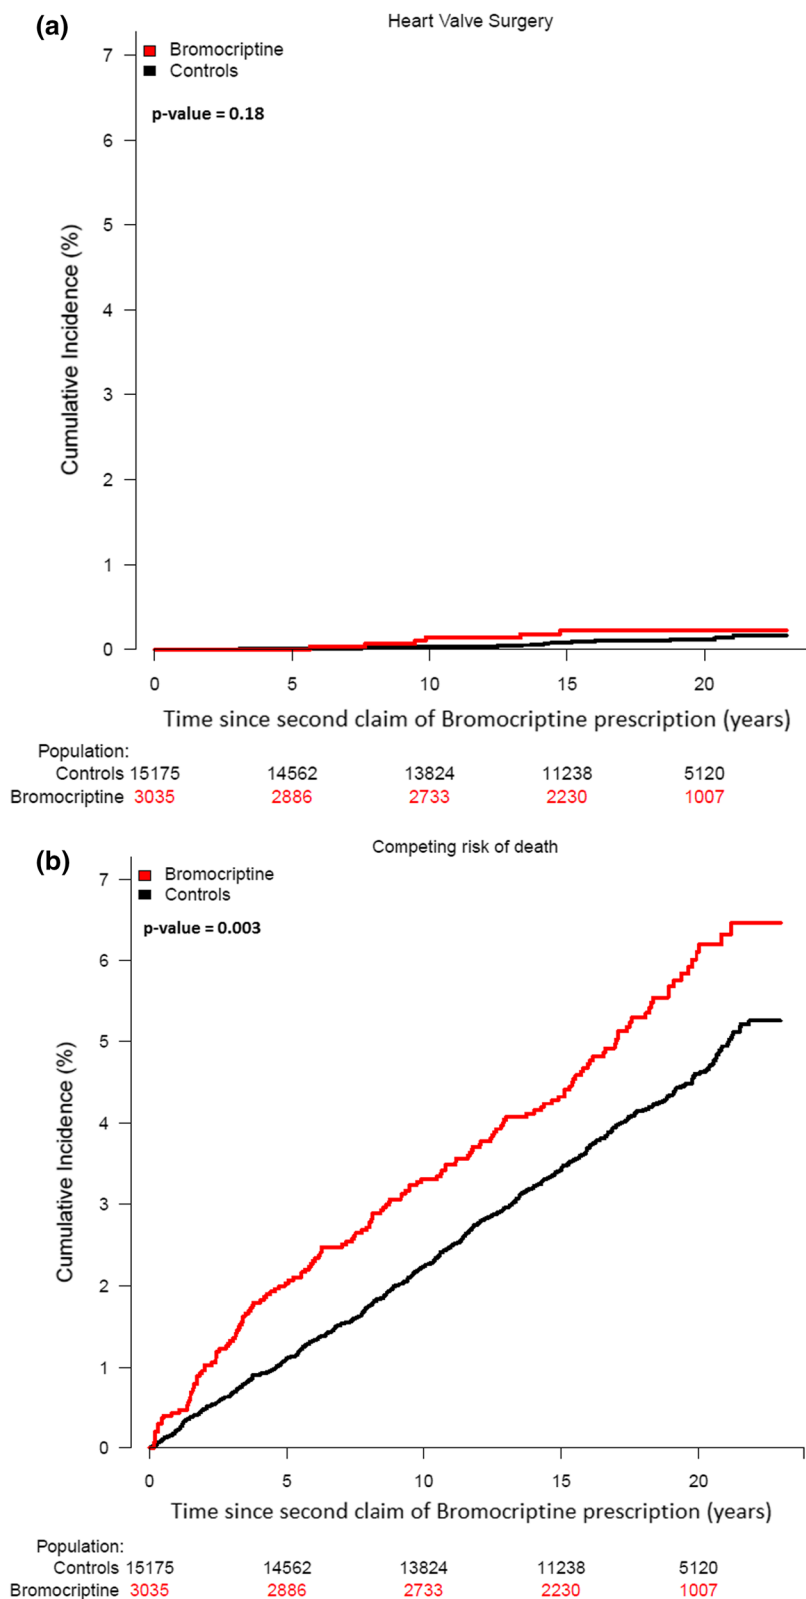 (a)
Heart Valve Surgery
Bromocriptine
Controls
p-value = 0.18
Cumulative Incidence (%)
7
6
5
4
3
2
1
0
0 5 10 15 20
Time since second claim of Bromocriptine prescription (years)
Population:
Controls 15175 14562 13824 11238 5120
Bromocriptine 3035 2886 2733 2230 1007
(b)
Competing risk of death
Bromocriptine
Controls
p-value = 0.003
Cumulative Incidence (%)
7
6
5
4
3
2
1
0
0 5 10 15 20
Time since second claim of Bromocriptine prescription (years)
Population:
Controls 15175 14562 13824 11238 5120
Bromocriptine 3035 2886 2733 2230 1007